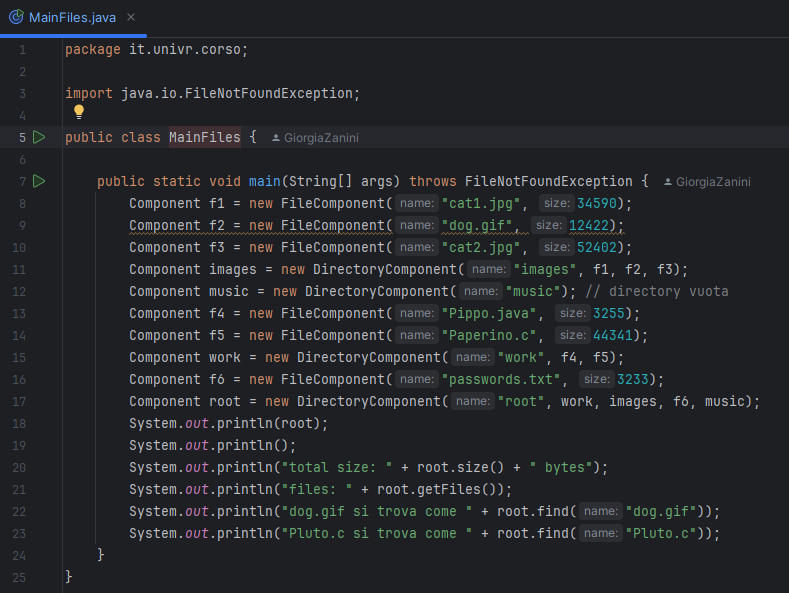 MainFiles.java
1 package it.univr.corso;
2
3 import java.io.FileNotFoundException;
4
5 public class MainFiles { GiorgiaZanini
6
7 public static void main(String[] args) throws FileNotFoundException { GiorgiaZanini
8 Component f1 = new FileComponent( name: "cat1.jpg", size: 34590);
9 Component f2 = new FileComponent( name: "dog.gif", size: 12422);
10 Component f3 = new FileComponent( name: "cat2.jpg", size: 52402);
11 Component images = new DirectoryComponent( name: "images", f1, f2, f3);
12 Component music = new DirectoryComponent( name: "music"); // directory vuota
13 Component f4 = new FileComponent( name: "Pippo.java", size: 3255);
14 Component f5 = new FileComponent( name: "Paperino.c", size: 44341);
15 Component work = new DirectoryComponent( name: "work", f4, f5);
16 Component f6 = new FileComponent( name: "passwords.txt", size: 3233);
17 Component root = new DirectoryComponent( name: "root", work, images, f6, music);
18 System.out.println(root);
19 System.out.println();
20 System.out.println("total size: " + root.size() + " bytes");
21 System.out.println("files: " + root.getFiles());
22 System.out.println("dog.gif si trova come " + root.find( name: "dog.gif"));
23 System.out.println("Pluto.c si trova come " + root.find( name: "Pluto.c"));
24 }
25 }